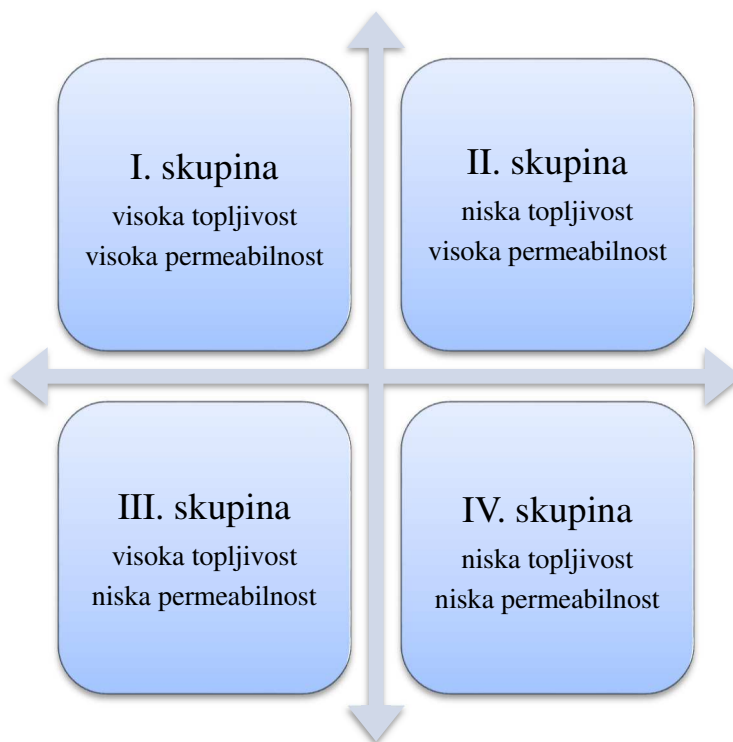 I. skupina
visoka topljivost
visoka permeabilnost
II. skupina
niska topljivost
visoka permeabilnost
III. skupina
visoka topljivost
niska permeabilnost
IV. skupina
niska topljivost
niska permeabilnost